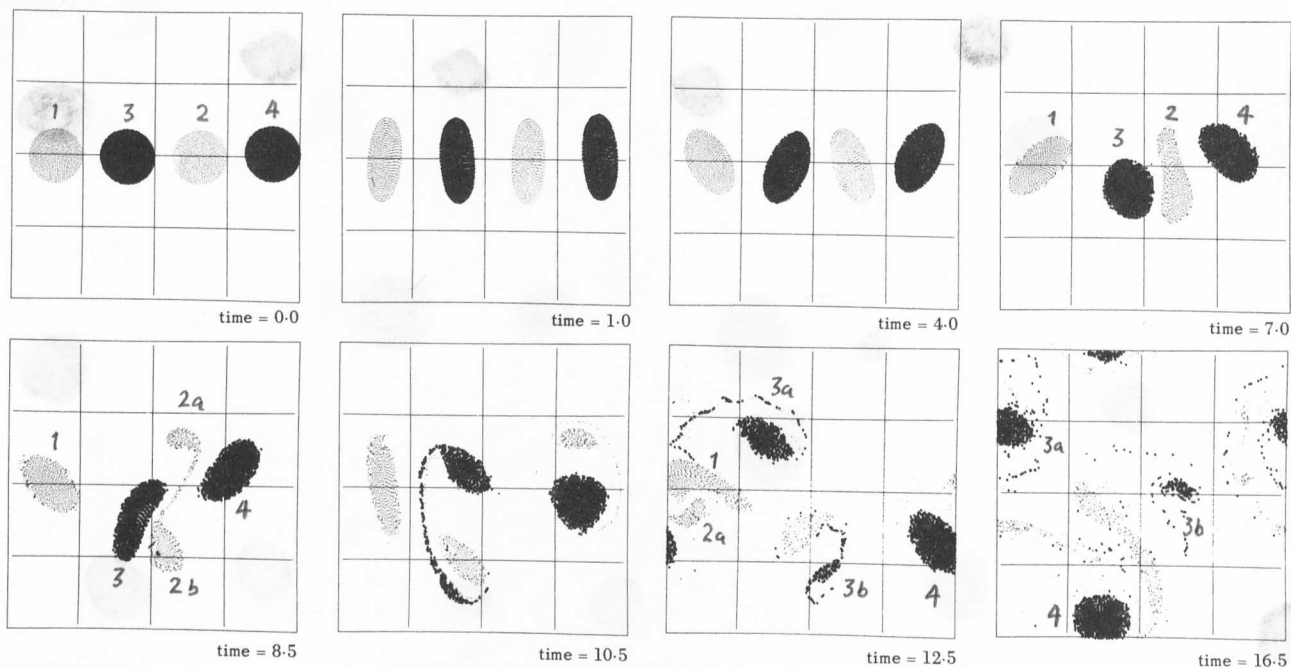 1 3 2 4
time = 0·0
time = 1·0
time = 4·0
1 3 2 4
time = 7·0
1 2a 3 2b 4
time = 8·5
time = 10·5
3a 1 2a 3b 4
time = 12·5
3a 3b 4
time = 16·5